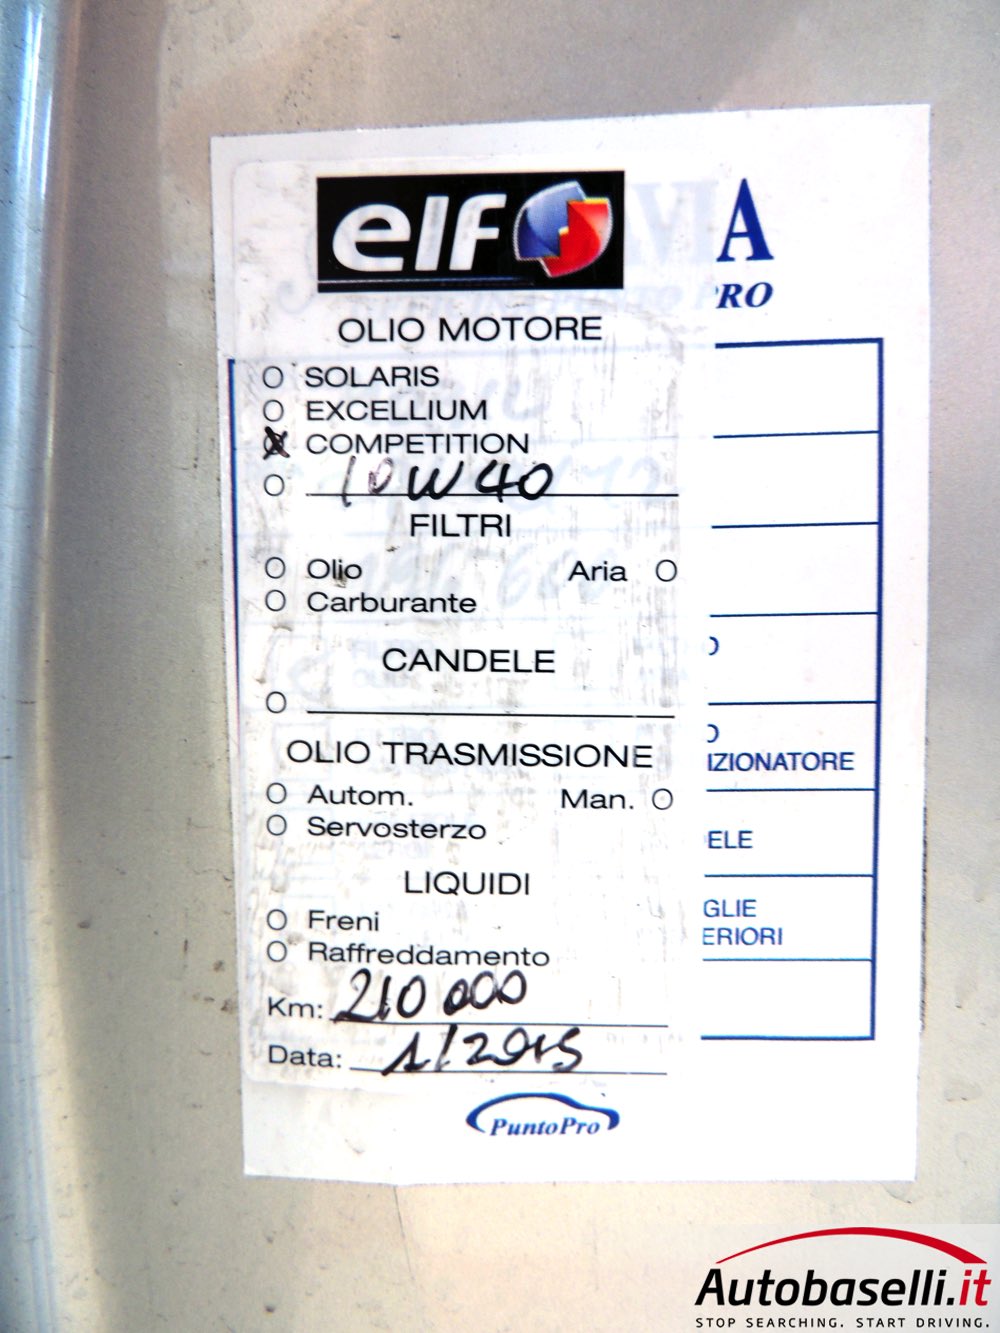 elf
A
PRO
OLIO MOTORE
O SOLARIS
O EXCELLIUM
X COMPETITION
O 10W40
FILTRI
O Olio Aria O
O Carburante
CANDELE
O
OLIO TRASMISSIONE
O Autom. Man. O
O Servosterzo
LIQUIDI
O Freni
O Raffreddamento
Km: 210 000
Data: 1/2015
O
O
IZIONATORE
ELE
GLIE
ERIORI
PuntoPro
Autobaselli.it
STOP SEARCHING. START DRIVING.